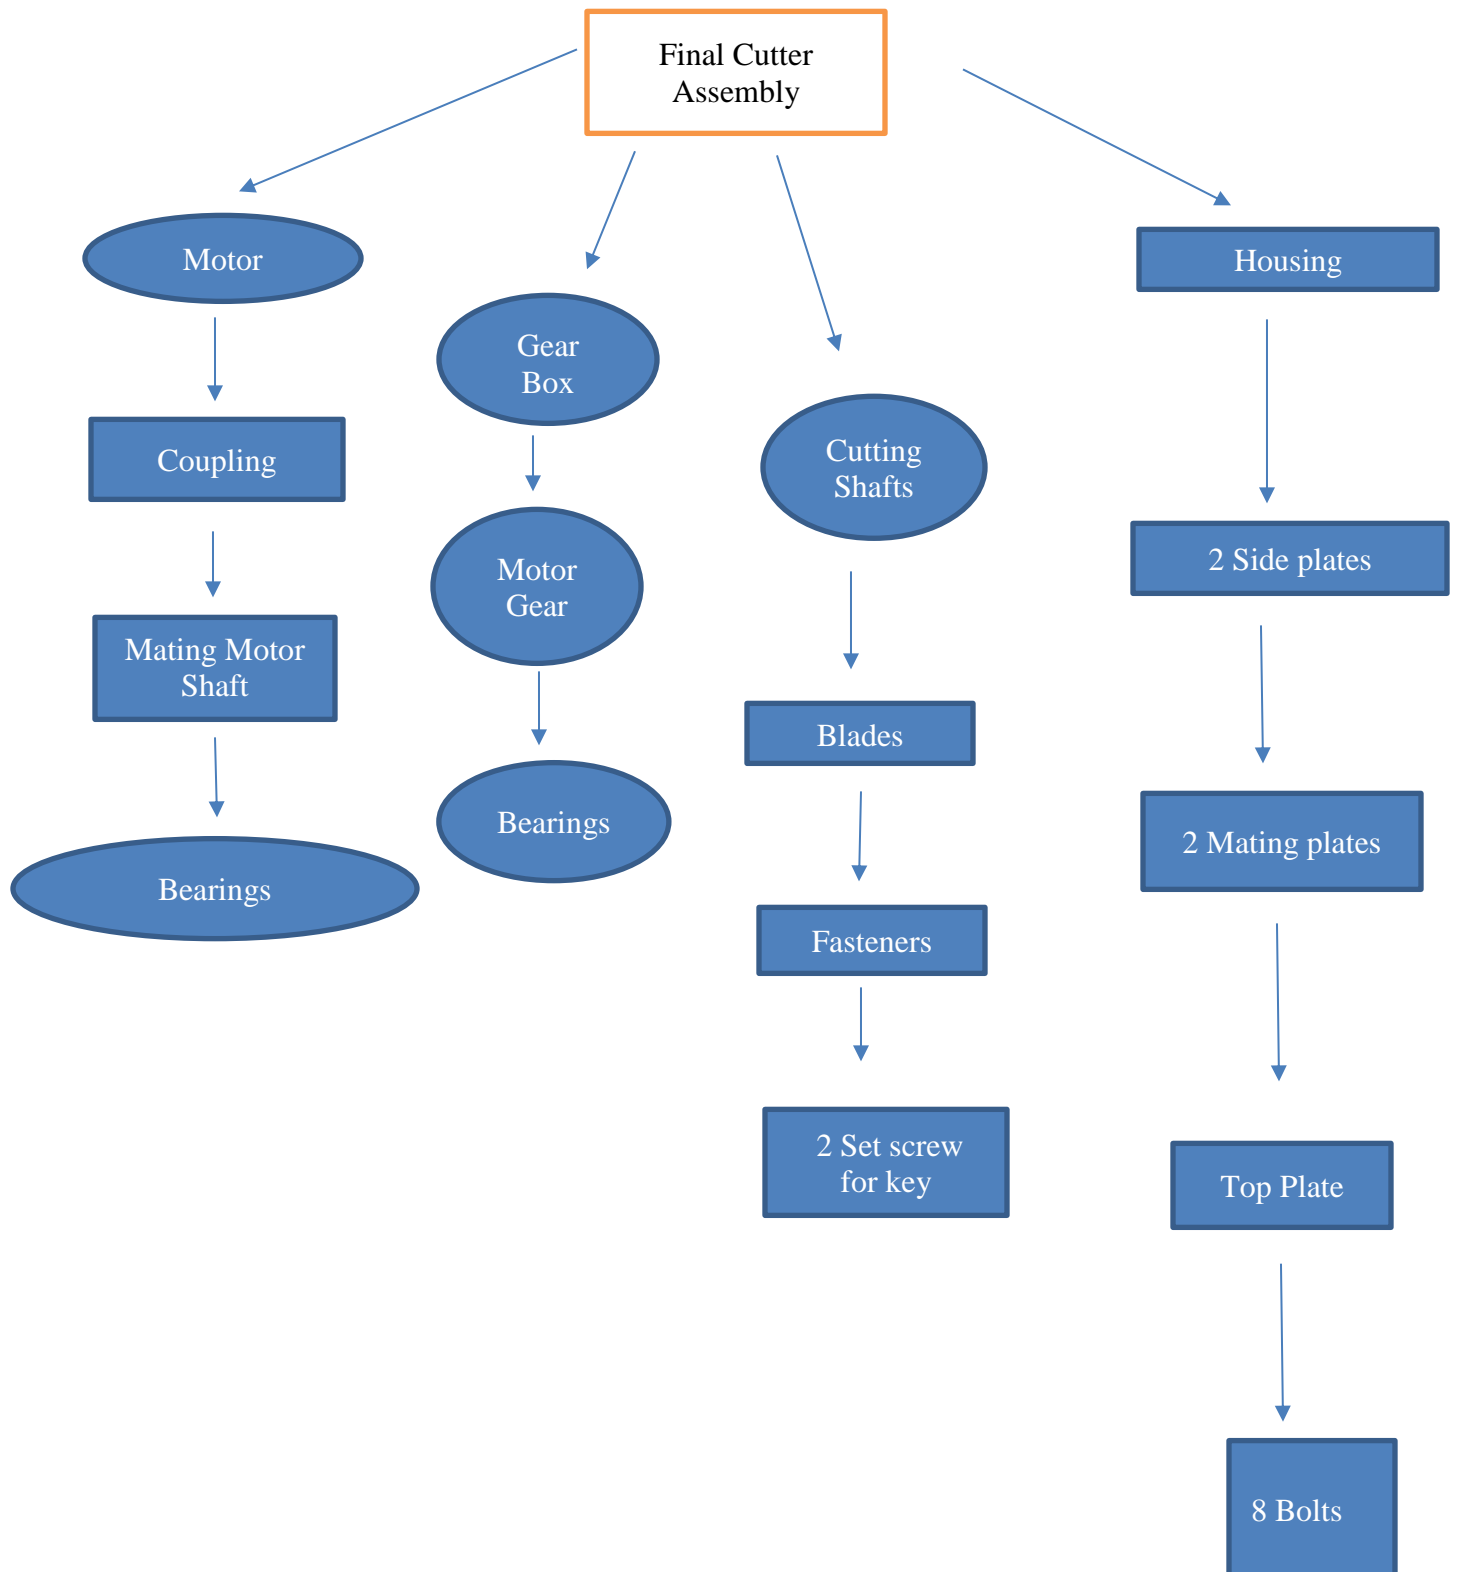 Final Cutter
Assembly
Motor
Coupling
Mating Motor
Shaft
Bearings
Gear
Box
Motor
Gear
Bearings
Cutting
Shafts
Blades
Fasteners
2 Set screw
for key
Housing
2 Side plates
2 Mating plates
Top Plate
8 Bolts